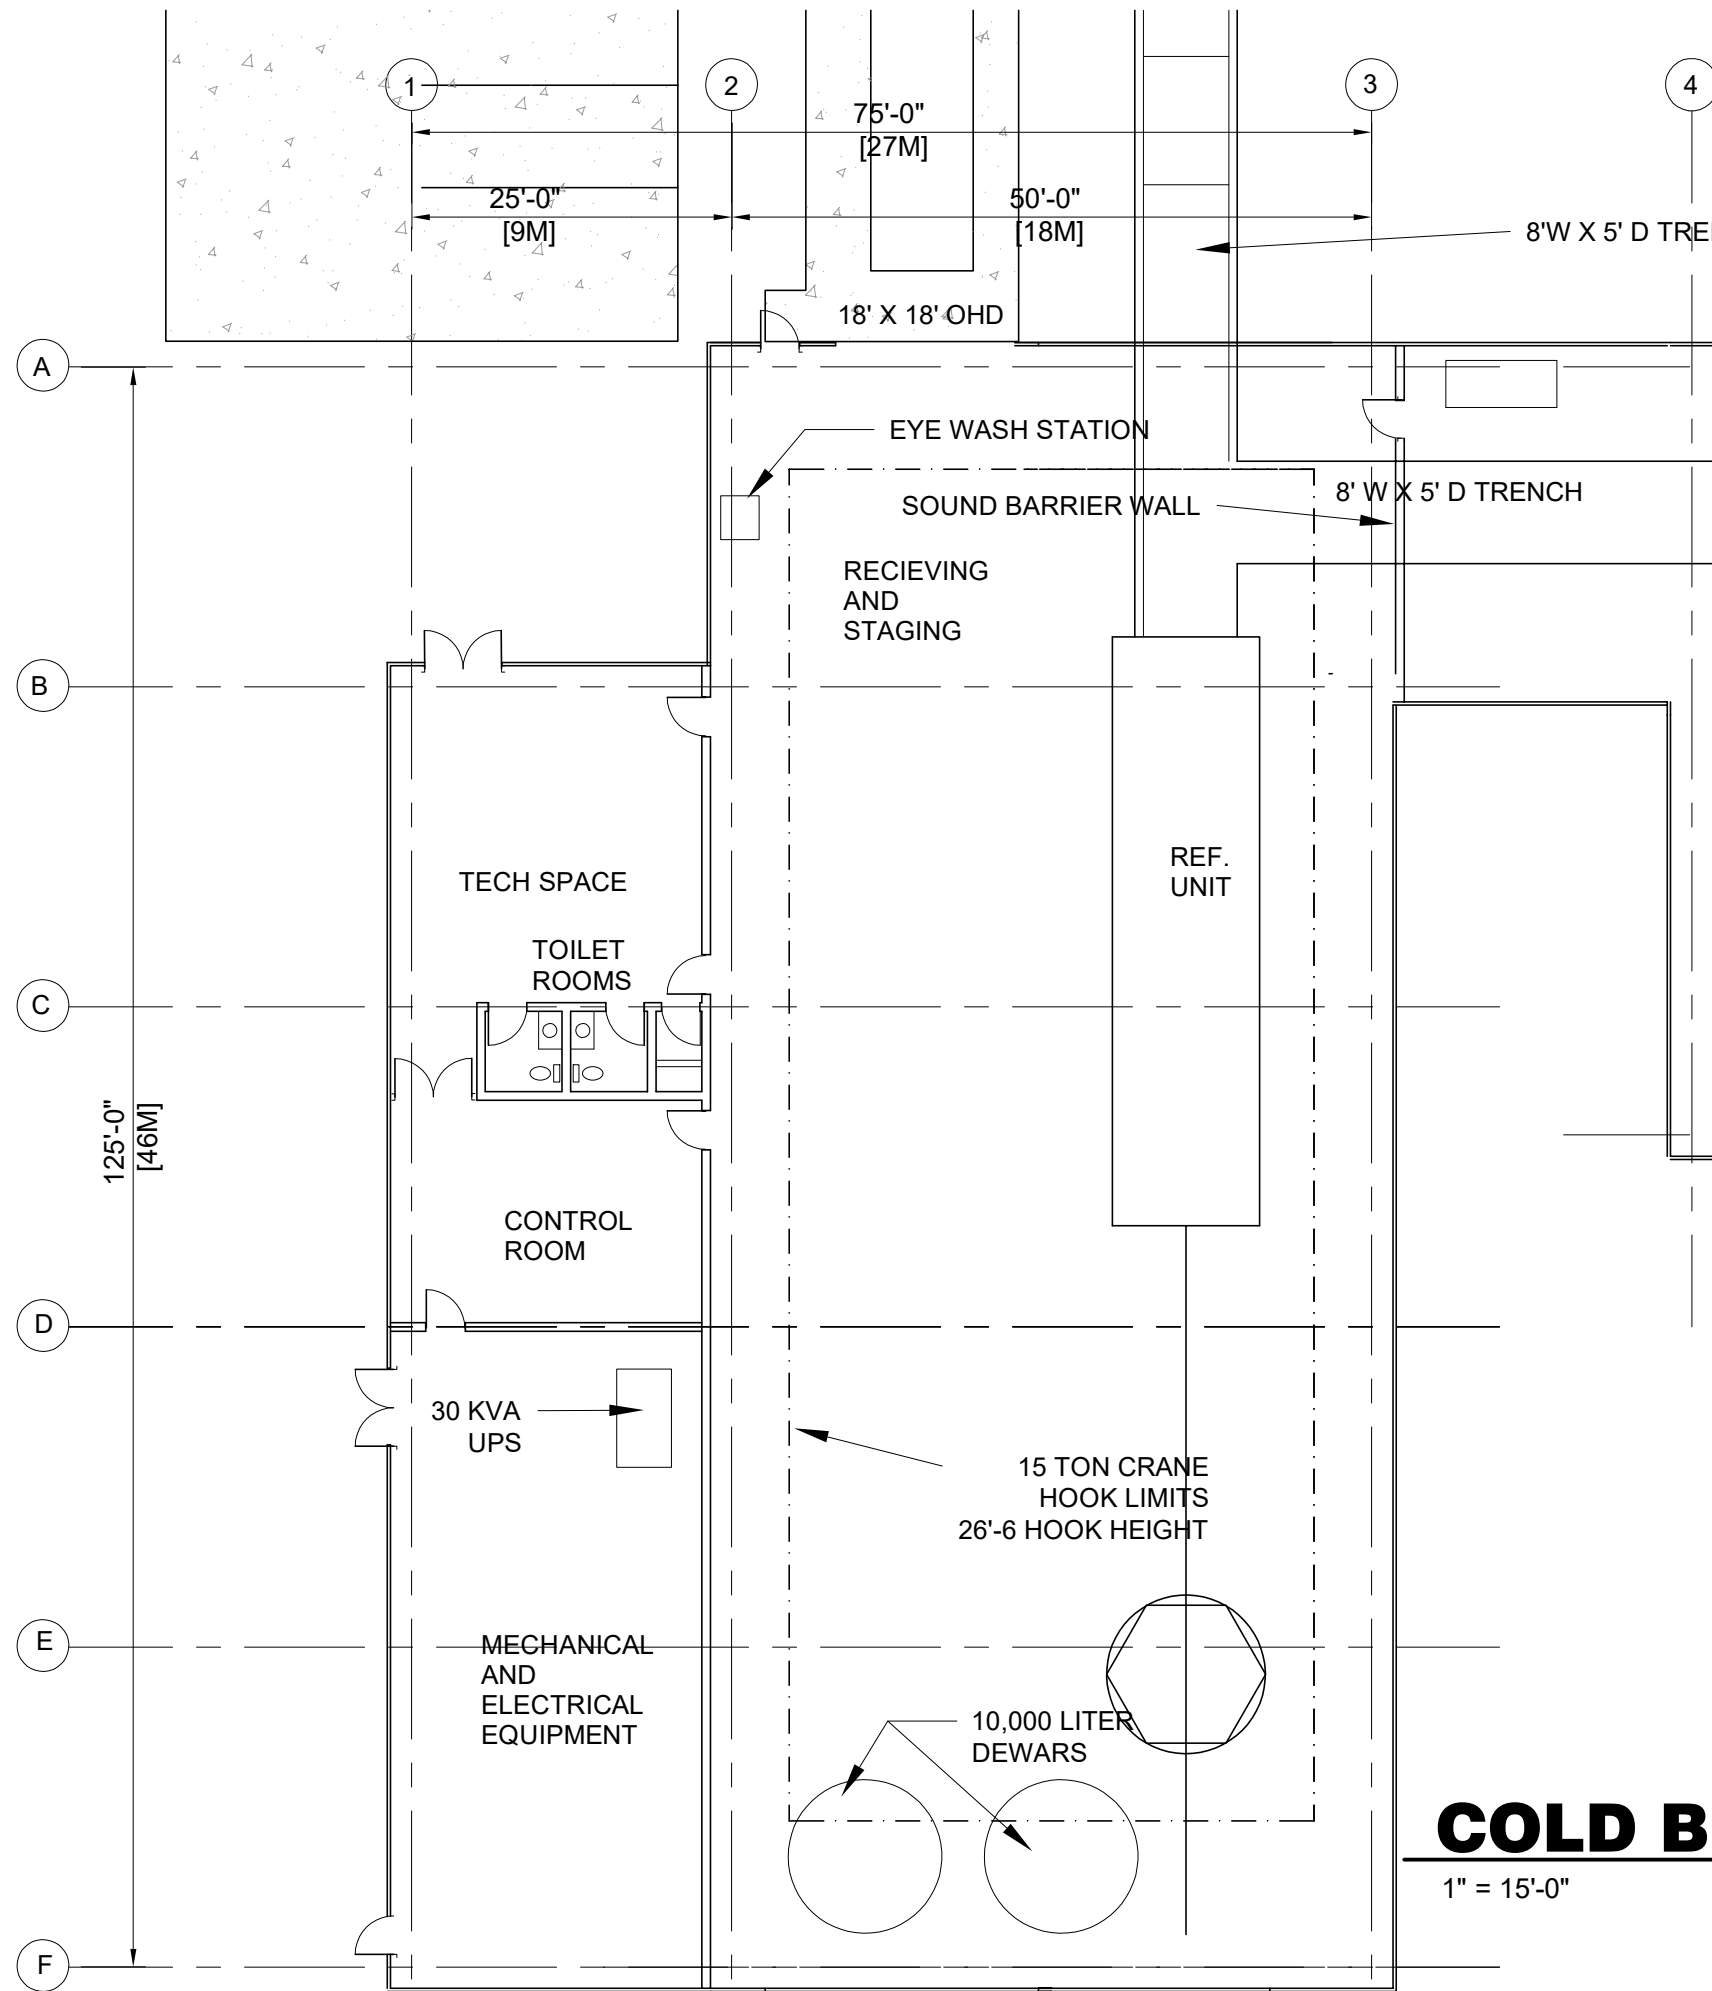 1
2
3
4
75'-0"
[27M]
25'-0"
[9M]
50'-0"
[18M]
8'W X 5' D
18' X 18' OHD
A
EYE WASH STATION
8' W X 5' D TRENCH
SOUND BARRIER WALL
RECIEVING
AND
STAGING
B
REF.
UNIT
TECH SPACE
TOILET
ROOMS
C
125'-0"
[46M]
CONTROL
ROOM
D
30 KVA
UPS
15 TON CRANE
HOOK LIMITS
26'-6 HOOK HEIGHT
E
MECHANICAL
AND
ELECTRICAL
EQUIPMENT
10,000 LITER
DEWARS
COLD B
1" = 15'-0"
F